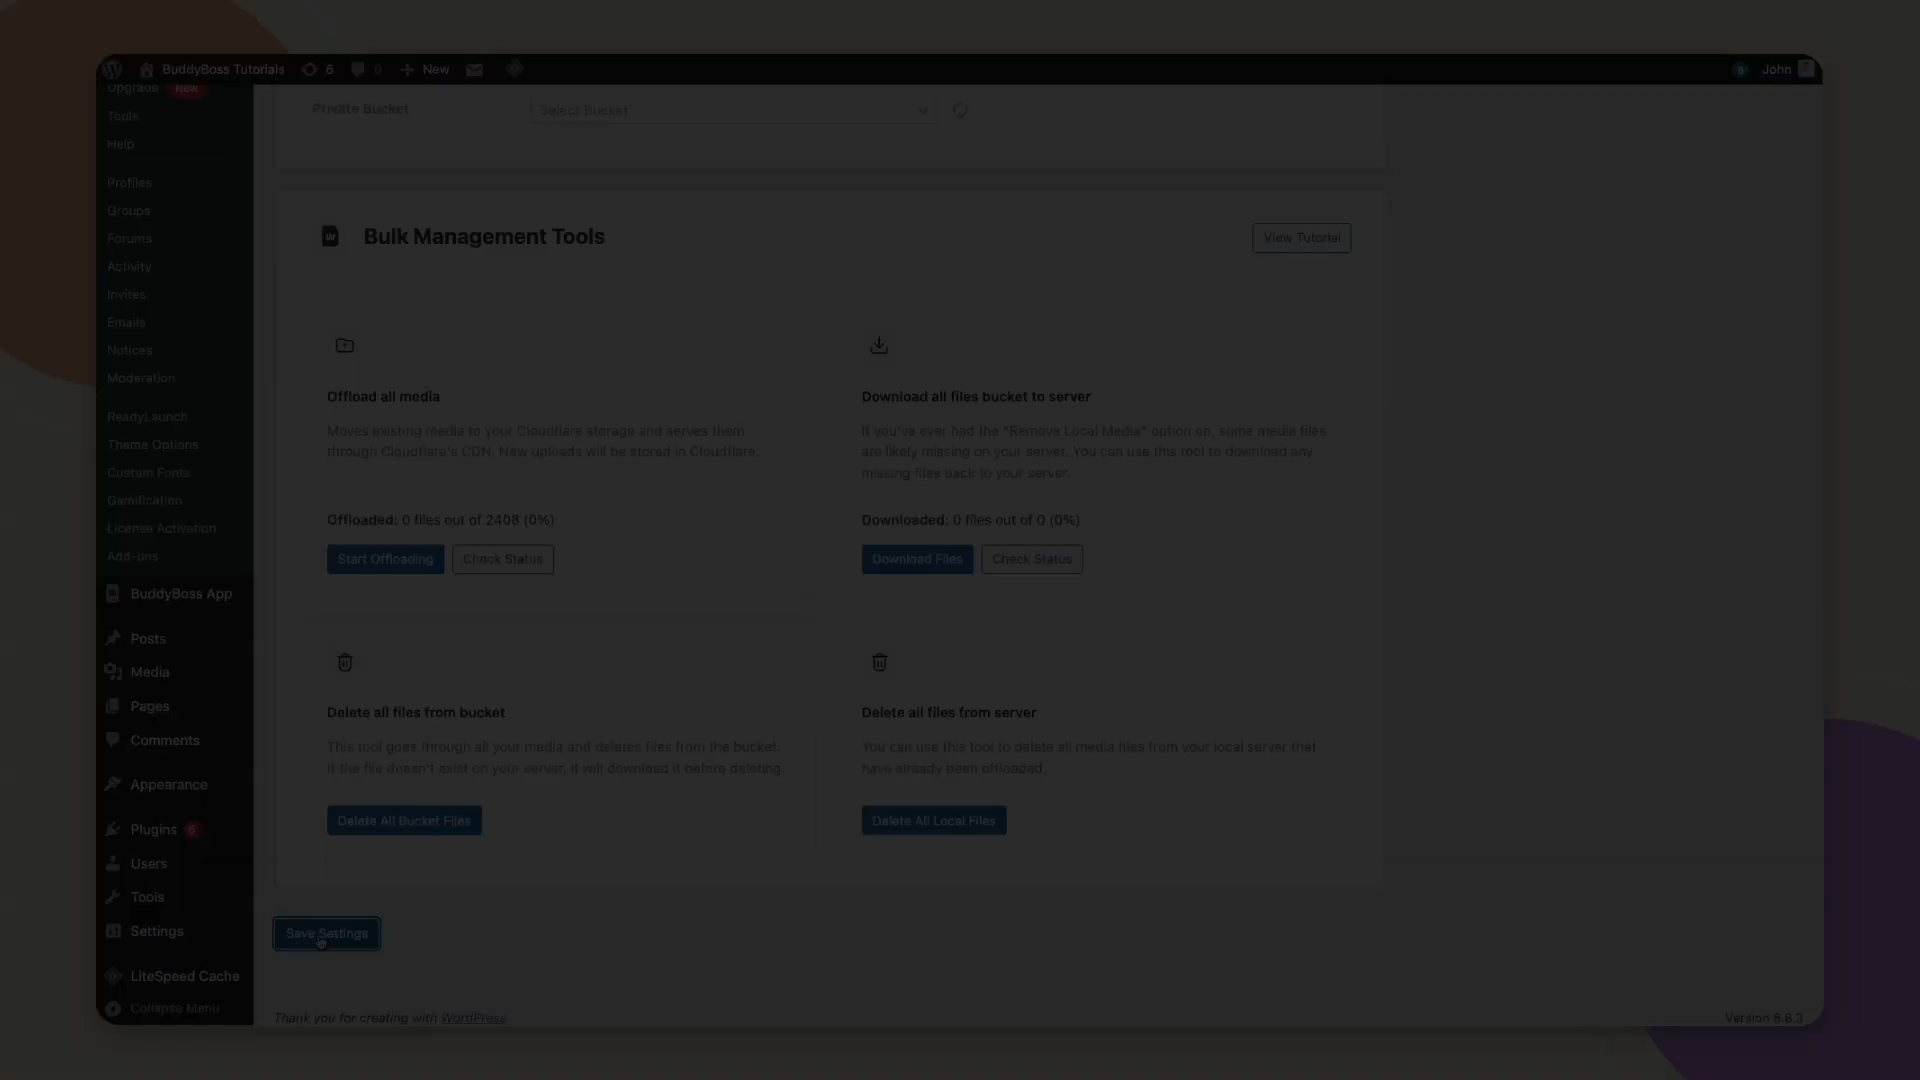 BuddyBoss Tutorials 6 0 New 5 John
Upgrade New
Tools
Help
Profiles
Groups
Forums
Activity
Invites
Emails
Notices
Moderation
ReadyLaunch
Theme Options
Custom Fonts
Gamification
License Activation
Add-ons
BuddyBoss App
Posts
Media
Pages
Comments
Appearance
Plugins 6
Users
Tools
Settings
LiteSpeed Cache
Collapse Menu
Private Bucket Select Bucket
Bulk Management Tools View Tutorial
Offload all media
Moves existing media to your Cloudflare storage and serves them
through Cloudflare's CDN. New uploads will be stored in Cloudflare.
Offloaded: 0 files out of 2408 (0%)
Start Offloading Check Status
Download all files bucket to server
If you've ever had the "Remove Local Media" option on, some media files
are likely missing on your server. You can use this tool to download any
missing files back to your server.
Downloaded: 0 files out of 0 (0%)
Download Files Check Status
Delete all files from bucket
This tool goes through all your media and deletes files from the bucket.
If the file doesn't exist on your server, it will download it before deleting.
Delete All Bucket Files
Delete all files from server
You can use this tool to delete all media files from your local server that
have already been offloaded.
Delete All Local Files
Save Settings
Thank you for creating with WordPress Version 6.8.3